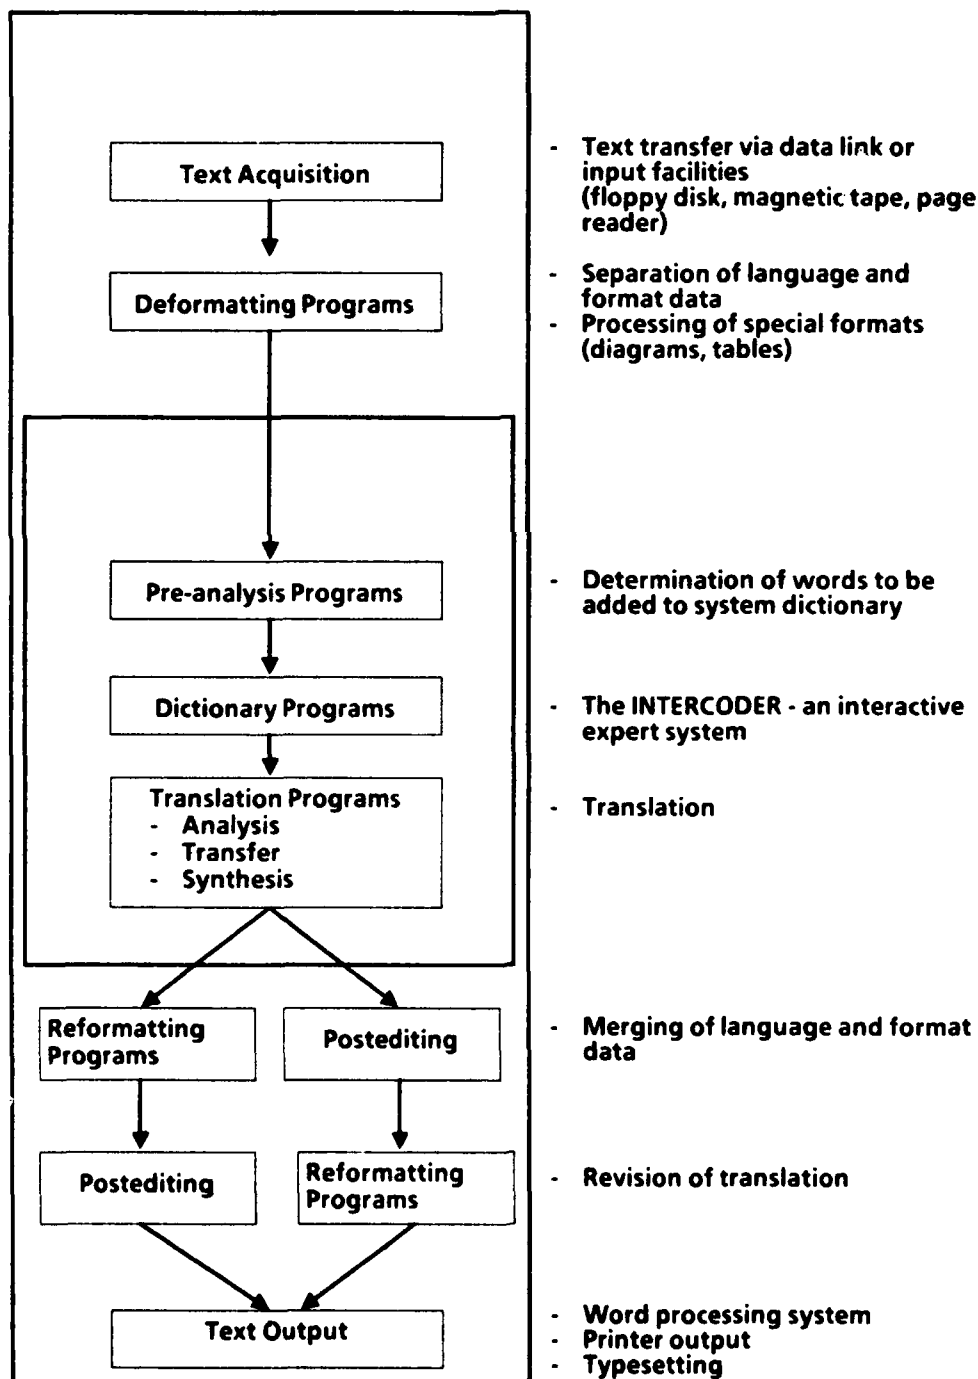 Text Acquisition
- Text transfer via data link or
input facilities
(floppy disk, magnetic tape, page
reader)
Deformatting Programs
- Separation of language and
format data
- Processing of special formats
(diagrams, tables)
Pre-analysis Programs
- Determination of words to be
added to system dictionary
Dictionary Programs
- The INTERCODER - an interactive
expert system
Translation Programs
- Analysis
- Transfer
- Synthesis
- Translation
Reformatting
Programs
Postediting
- Merging of language and format
data
Postediting
Reformatting
Programs
- Revision of translation
Text Output
- Word processing system
- Printer output
- Typesetting